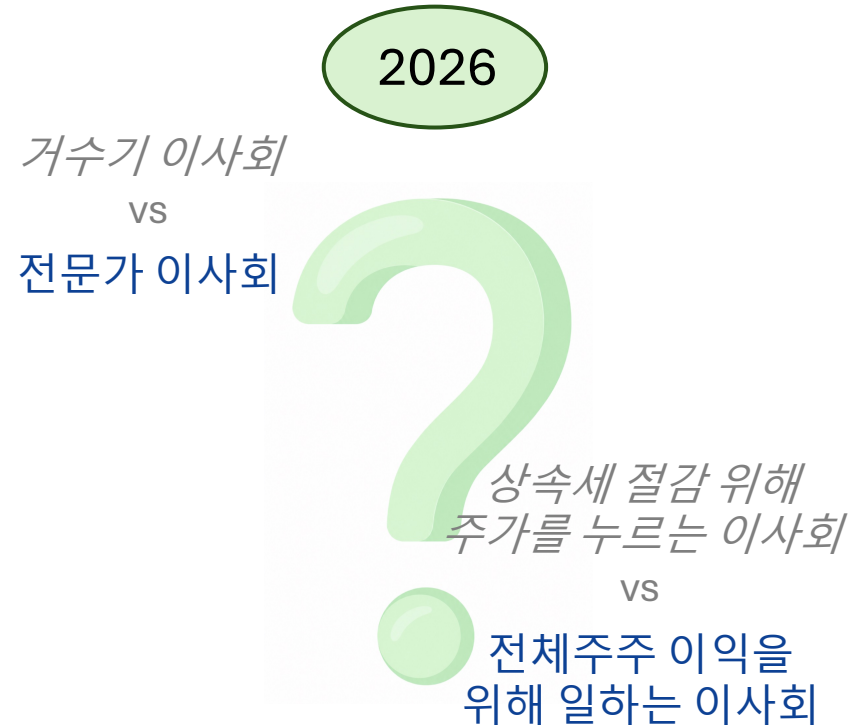 2026
거수기 이사회
vs
전문가 이사회
상속세 절감 위해
주가를 누르는 이사회
vs
전체주주 이익을
위해 일하는 이사회